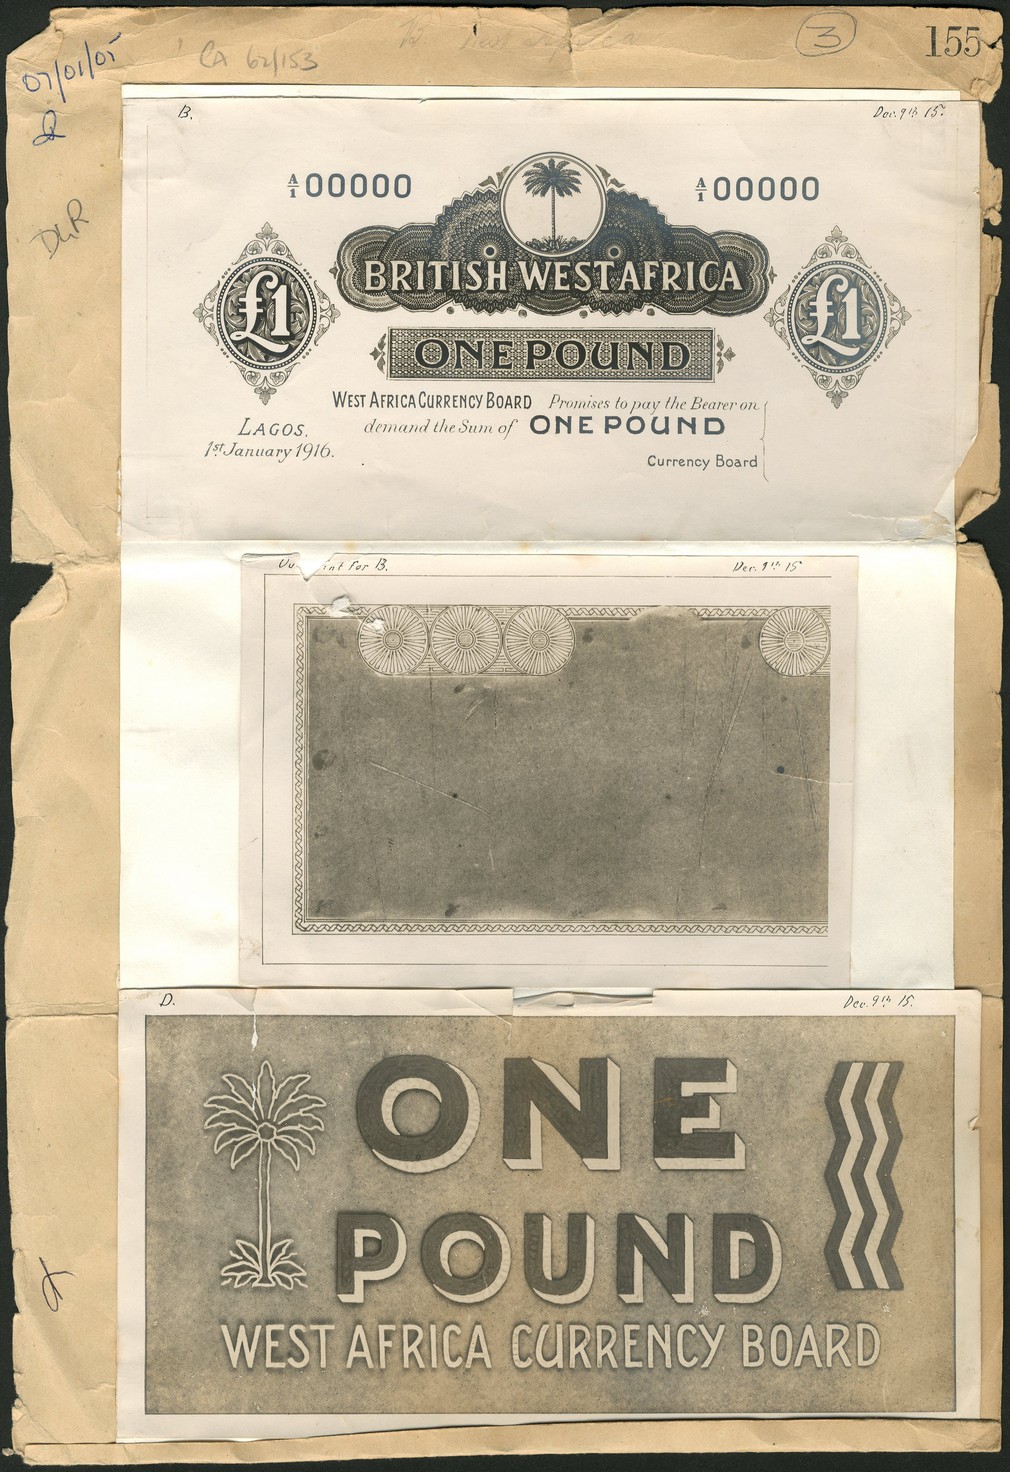 07/01/05
CA 62/153
3
155
DLR
B.
Dec. 9th 15.
A/1 00000
A/1 00000
£1
BRITISH WEST AFRICA
£1
ONE POUND
WEST AFRICA CURRENCY BOARD Promises to pay the Bearer on
demand the Sum of ONE POUND
LAGOS.
1st January 1916.
Currency Board
for B.
Dec. 9th 15
D.
Dec. 9th 15.
ONE
POUND
WEST AFRICA CURRENCY BOARD